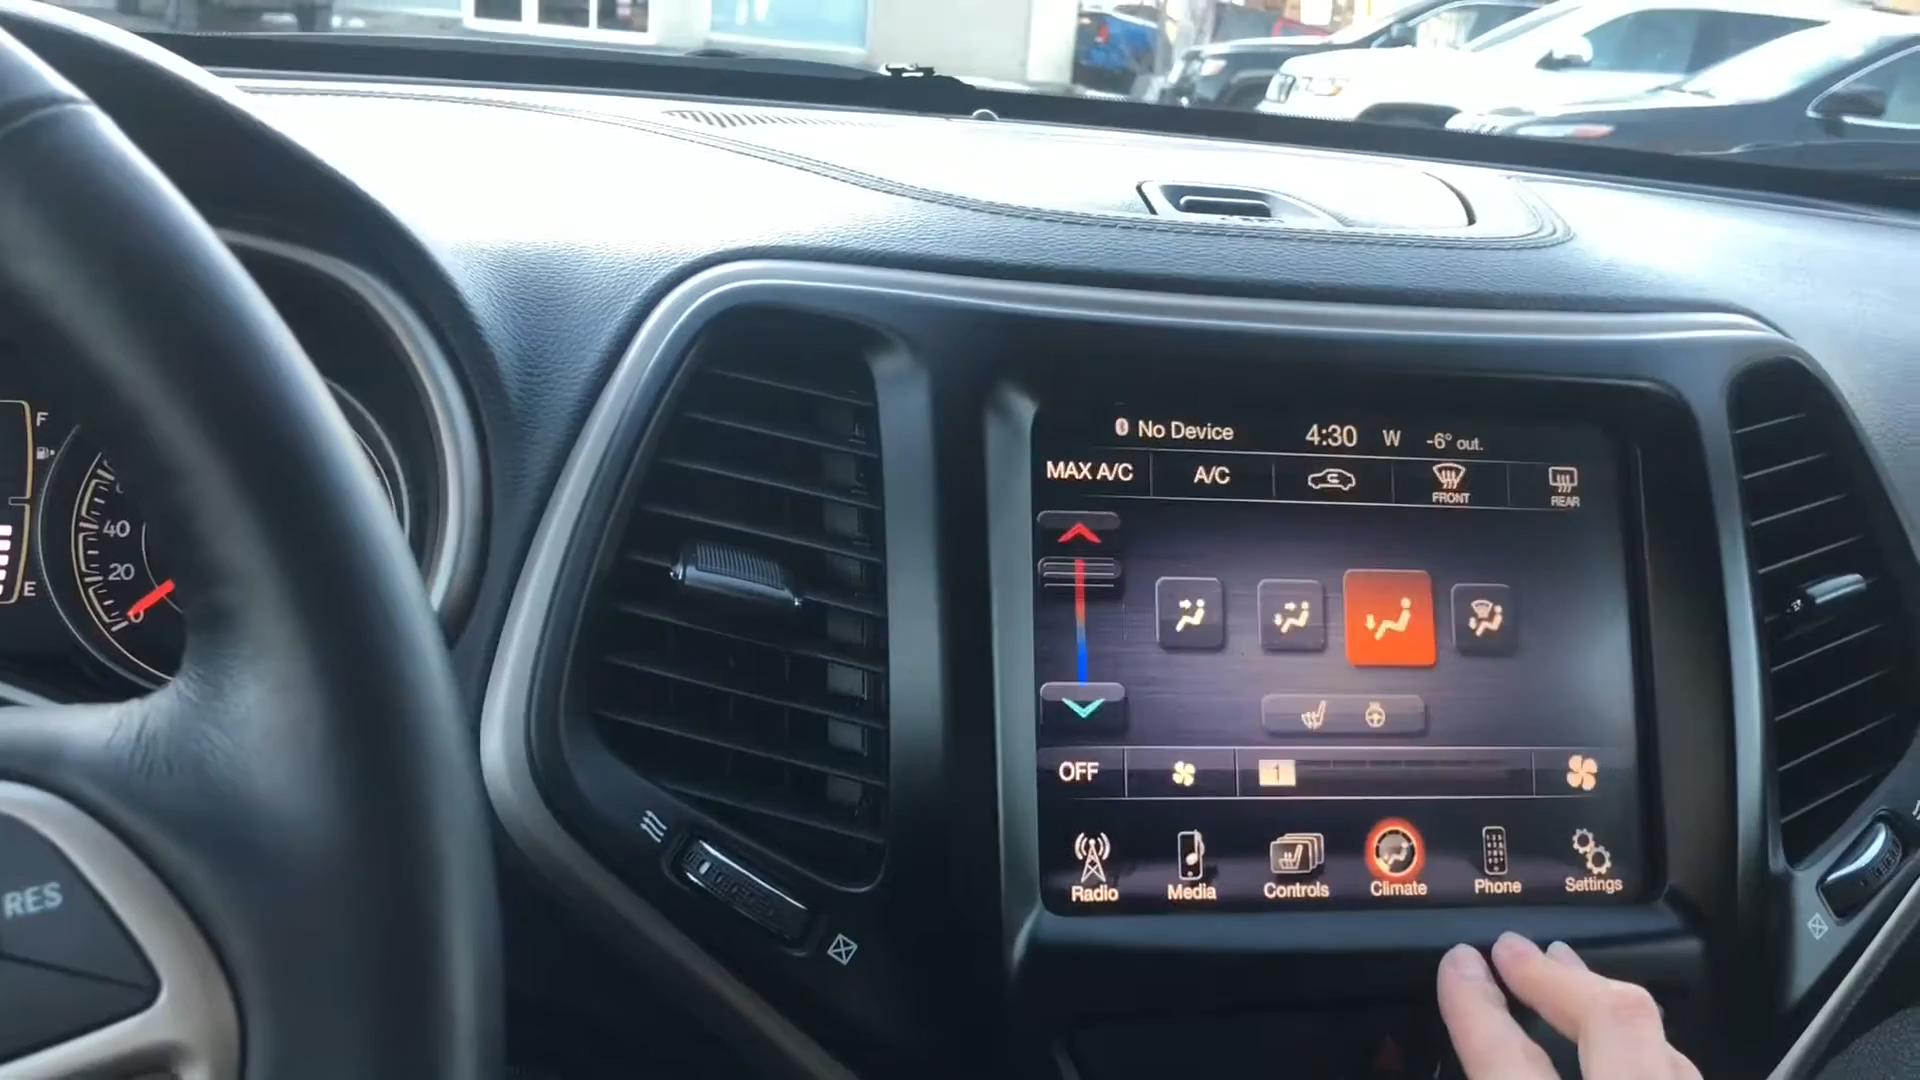 No Device 4:30 W -6° out.
MAX A/C A/C FRONT REAR
OFF 1
Radio Media Controls Climate Phone Settings
F
E
40
20
0
RES